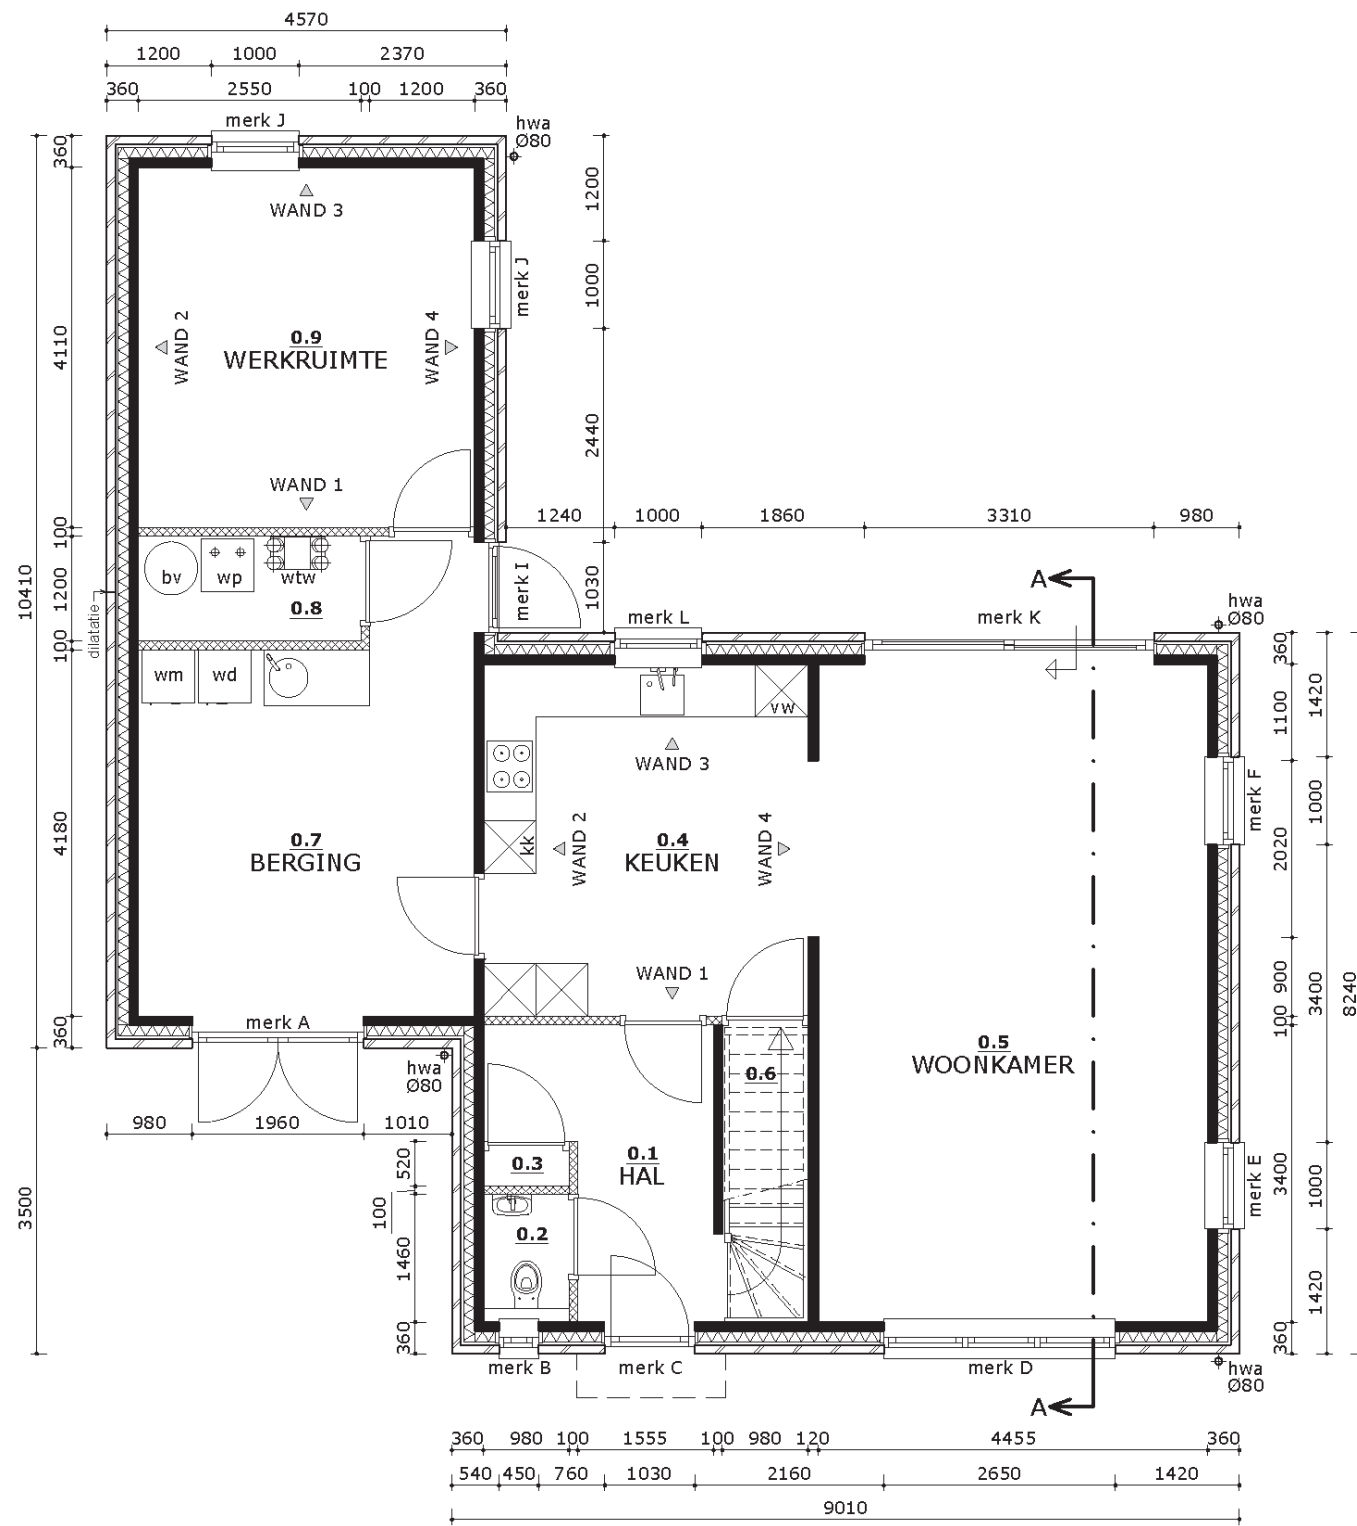 4570
1200 1000 2370
360 2550 100 1200 360
merk J
hwa
Ø80
360
4110
100
1200
100
4180
360
10410
3500
dilatatie
WAND 3
WAND 2
WAND 4
0.9
WERKRUIMTE
WAND 1
merk J
1200
1000
2440
1030
1240 1000 1860 3310 980
bv
wp
wtw
0.8
merk I
merk L
merk K
A
hwa
Ø80
wm
wd
vw
kk
WAND 3
WAND 2
WAND 4
0.7
BERGING
0.4
KEUKEN
WAND 1
merk F
360
1100
2020
900
100
3400
360
1420
1000
3400
1000
1420
8240
merk A
hwa
Ø80
980 1960 1010
0.5
WOONKAMER
0.6
0.1
HAL
0.3
0.2
520
100
1460
360
merk E
merk B
merk C
merk D
hwa
Ø80
A
360 980 100 1555 100 980 120 4455 360
540 450 760 1030 2160 2650 1420
9010